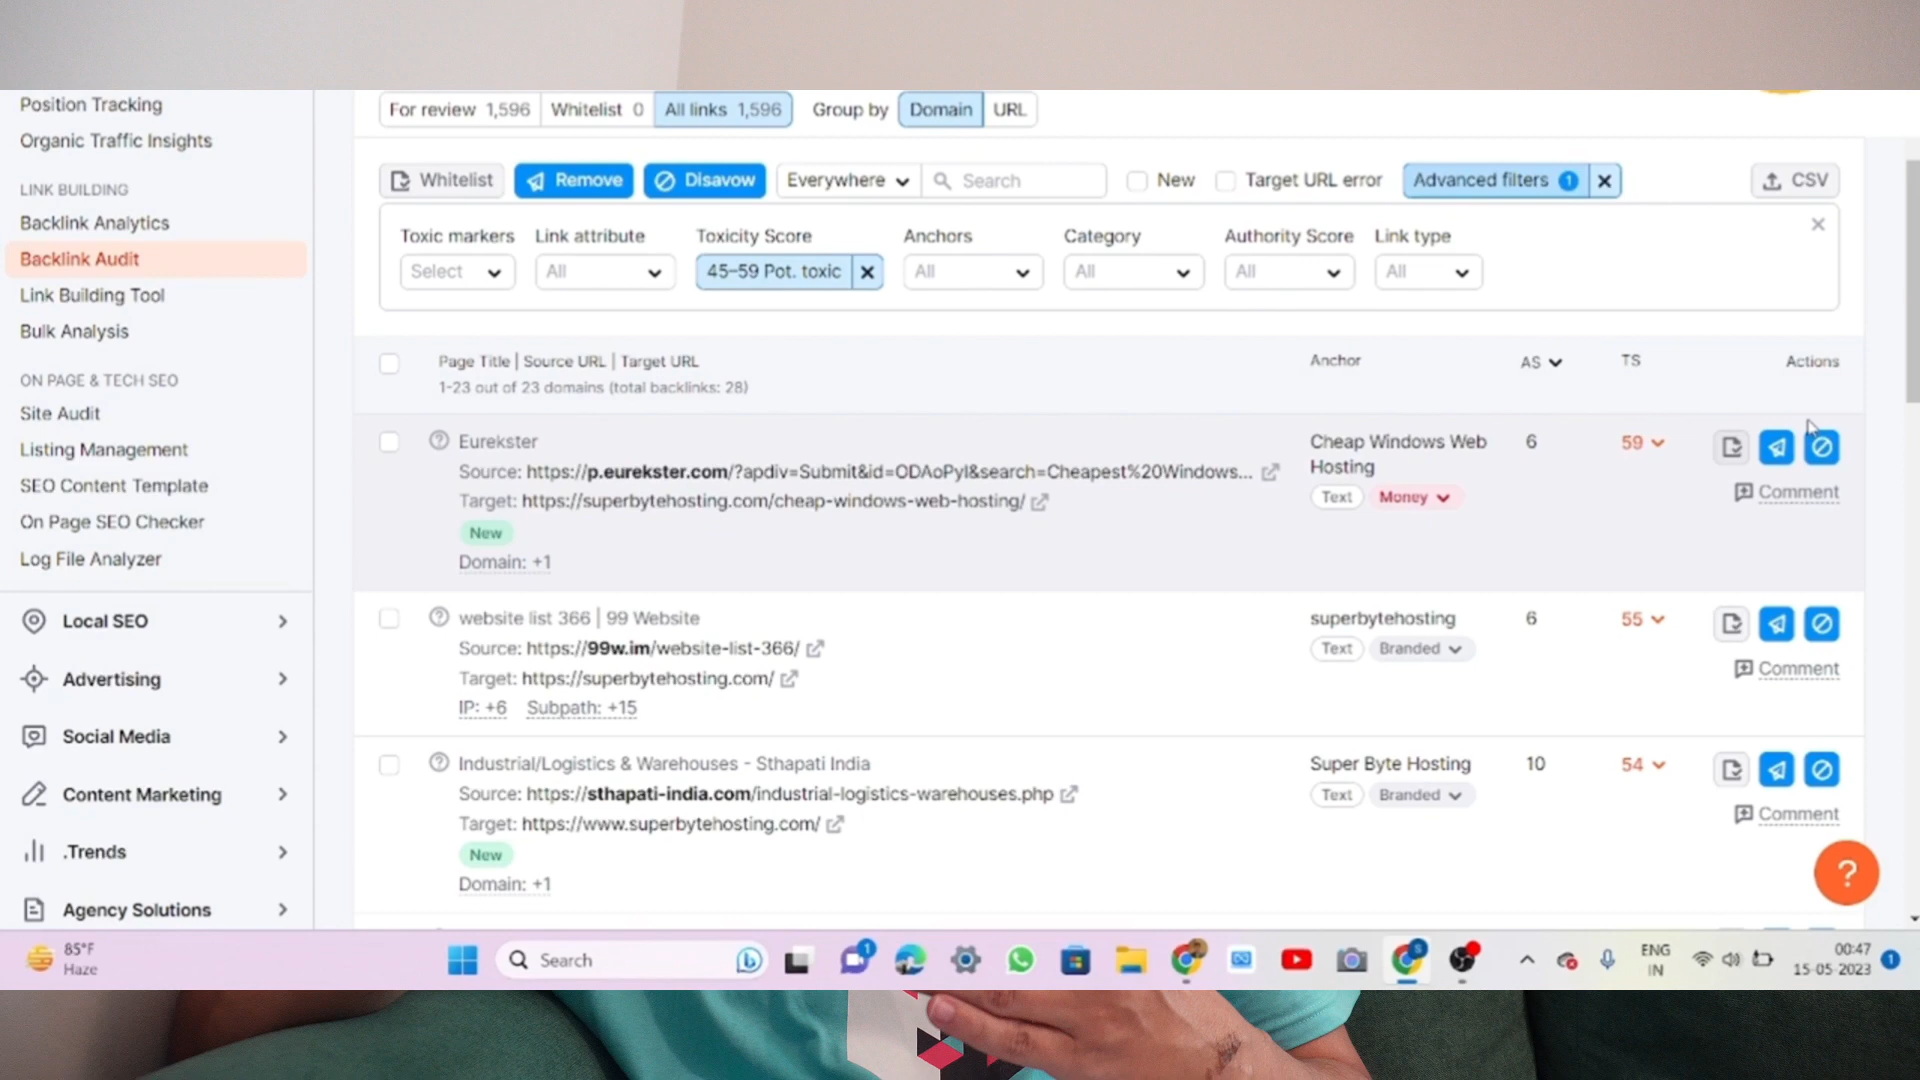 Position Tracking
Organic Traffic Insights
LINK BUILDING
Backlink Analytics
Backlink Audit
Link Building Tool
Bulk Analysis
ON PAGE & TECH SEO
Site Audit
Listing Management
SEO Content Template
On Page SEO Checker
Log File Analyzer
Local SEO
Advertising
Social Media
Content Marketing
.Trends
Agency Solutions
For review 1,596 Whitelist 0 All links 1,596 Group by Domain URL
Whitelist Remove Disavow Everywhere Search New Target URL error Advanced filters 1 CSV
Toxic markers Link attribute Toxicity Score Anchors Category Authority Score Link type
Select All 45–59 Pot. toxic All All All All
Page Title | Source URL | Target URL Anchor AS TS Actions
1-23 out of 23 domains (total backlinks: 28)
Eurekster Cheap Windows Web 6 59
Hosting
Source: https://p.eurekster.com/?apdiv=Submit&id=ODAoPyl&search=Cheapest%20Windows...
Target: https://superbytehosting.com/cheap-windows-web-hosting/ Text Money Comment
New
Domain: +1
website list 366 | 99 Website superbytehosting 6 55
Source: https://99w.im/website-list-366/ Text Branded
Target: https://superbytehosting.com/ Comment
IP: +6 Subpath: +15
Industrial/Logistics & Warehouses - Sthapati India Super Byte Hosting 10 54
Source: https://sthapati-india.com/industrial-logistics-warehouses.php Text Branded
Target: https://www.superbytehosting.com/ Comment
New
Domain: +1
?
85°F
Haze
Search
1
ENG
IN
00:47
15-05-2023
1